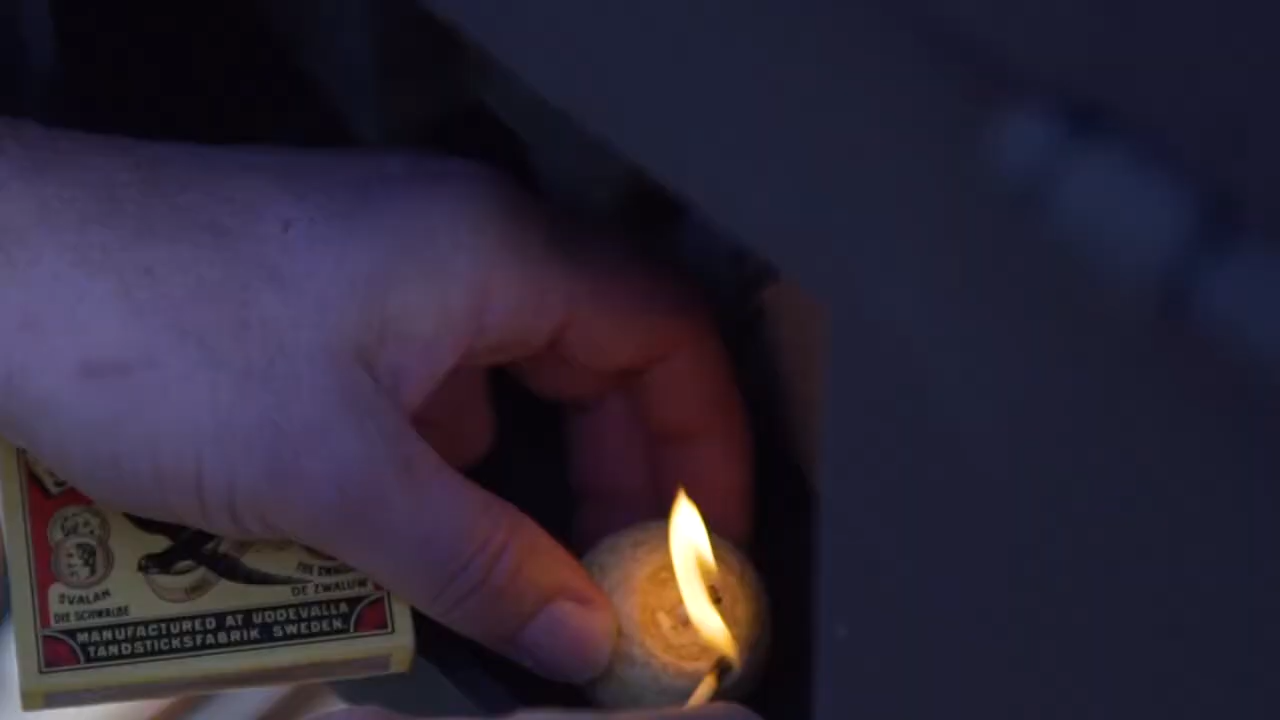 SVALAN
DIE SCHWALBE
DE ZWALUW
MANUFACTURED AT UDDEVALLA
TANDSTICKSFABRIK, SWEDEN.